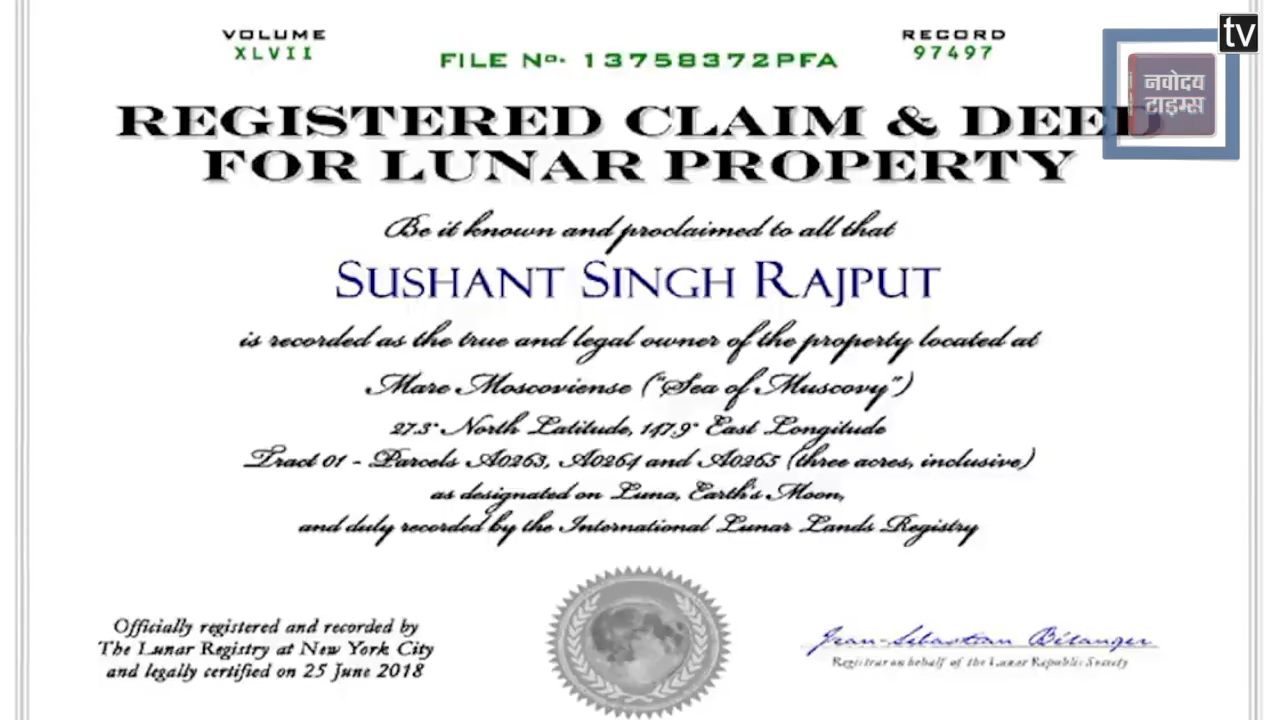 VOLUME
XLVII
FILE No. 13758372PFA
RECORD
97497
tv
नवोदय
टाइम्स
REGISTERED CLAIM & DEED
FOR LUNAR PROPERTY
Be it known and proclaimed to all that
SUSHANT SINGH RAJPUT
is recorded as the true and legal owner of the property located at
Mare Moscoviense ("Sea of Muscovy")
27.3° North Latitude, 147.9° East Longitude
Tract 01 - Parcels A0263, A0264 and A0265 (three acres, inclusive)
as designated on Luna, Earth's Moon,
and duly recorded by the International Lunar Lands Registry
Officially registered and recorded by
The Lunar Registry at New York City
and legally certified on 25 June 2018
Jean-Sebastian Bélanger
Registrar on behalf of the Lunar Republic Society